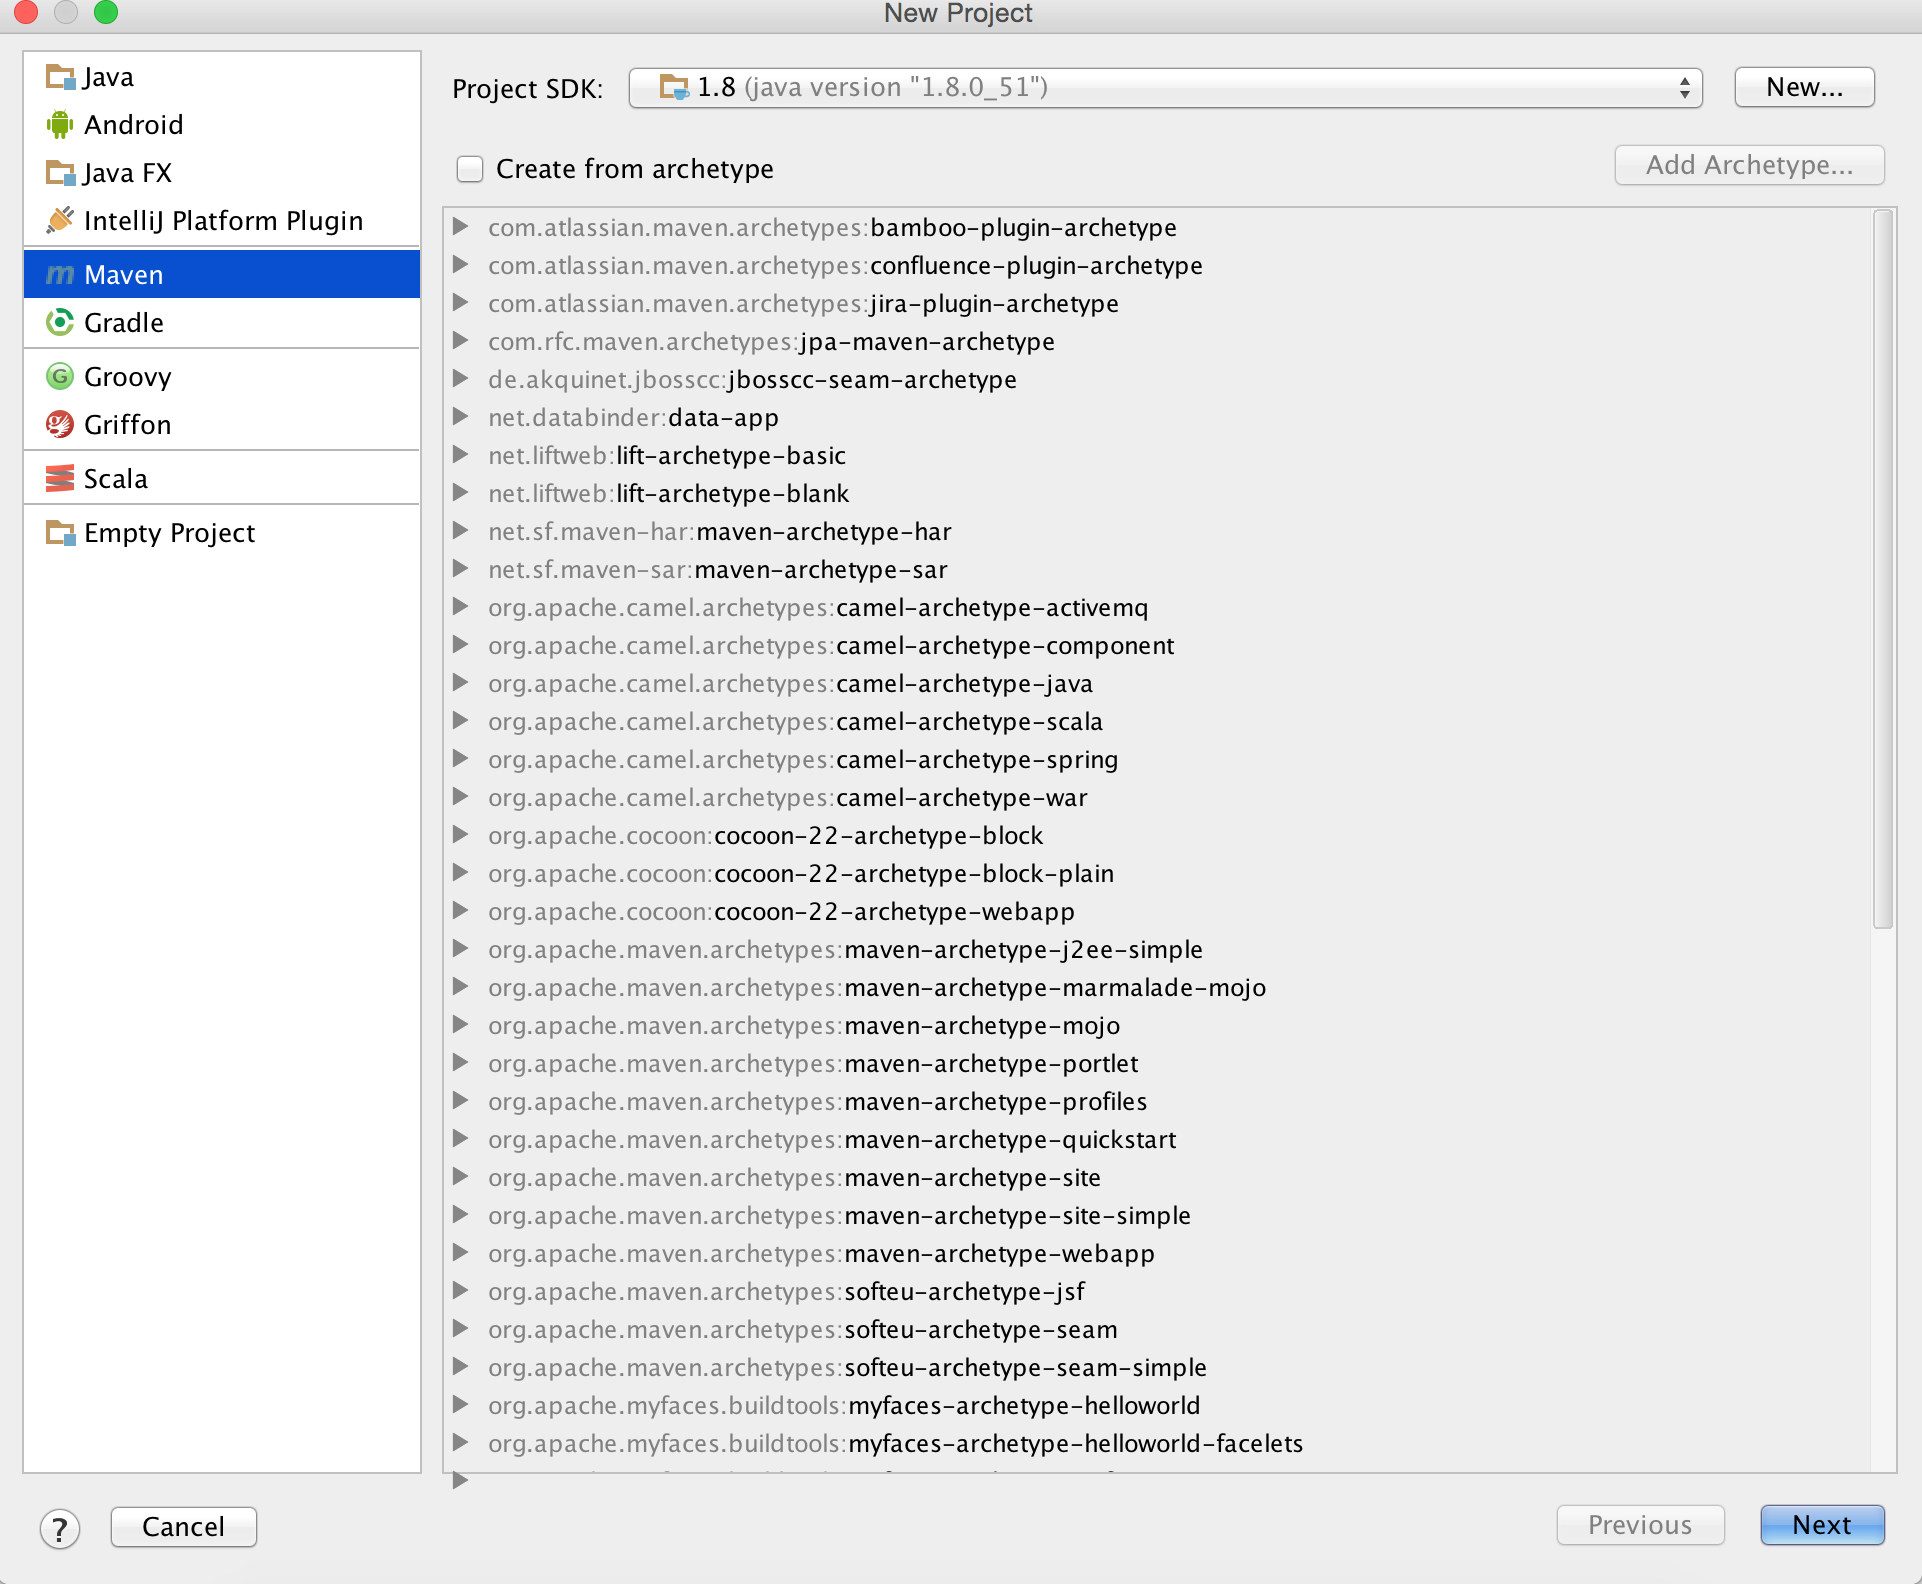 New Project
Java
Android
Java FX
IntelliJ Platform Plugin
Maven
Gradle
Groovy
Griffon
Scala
Empty Project
Project SDK: 1.8 (java version "1.8.0_51") New...
Create from archetype Add Archetype...
com.atlassian.maven.archetypes:bamboo-plugin-archetype
com.atlassian.maven.archetypes:confluence-plugin-archetype
com.atlassian.maven.archetypes:jira-plugin-archetype
com.rfc.maven.archetypes:jpa-maven-archetype
de.akquinet.jbosscc:jbosscc-seam-archetype
net.databinder:data-app
net.liftweb:lift-archetype-basic
net.liftweb:lift-archetype-blank
net.sf.maven-har:maven-archetype-har
net.sf.maven-sar:maven-archetype-sar
org.apache.camel.archetypes:camel-archetype-activemq
org.apache.camel.archetypes:camel-archetype-component
org.apache.camel.archetypes:camel-archetype-java
org.apache.camel.archetypes:camel-archetype-scala
org.apache.camel.archetypes:camel-archetype-spring
org.apache.camel.archetypes:camel-archetype-war
org.apache.cocoon:cocoon-22-archetype-block
org.apache.cocoon:cocoon-22-archetype-block-plain
org.apache.cocoon:cocoon-22-archetype-webapp
org.apache.maven.archetypes:maven-archetype-j2ee-simple
org.apache.maven.archetypes:maven-archetype-marmalade-mojo
org.apache.maven.archetypes:maven-archetype-mojo
org.apache.maven.archetypes:maven-archetype-portlet
org.apache.maven.archetypes:maven-archetype-profiles
org.apache.maven.archetypes:maven-archetype-quickstart
org.apache.maven.archetypes:maven-archetype-site
org.apache.maven.archetypes:maven-archetype-site-simple
org.apache.maven.archetypes:maven-archetype-webapp
org.apache.maven.archetypes:softeu-archetype-jsf
org.apache.maven.archetypes:softeu-archetype-seam
org.apache.maven.archetypes:softeu-archetype-seam-simple
org.apache.myfaces.buildtools:myfaces-archetype-helloworld
org.apache.myfaces.buildtools:myfaces-archetype-helloworld-facelets
? Cancel Previous Next